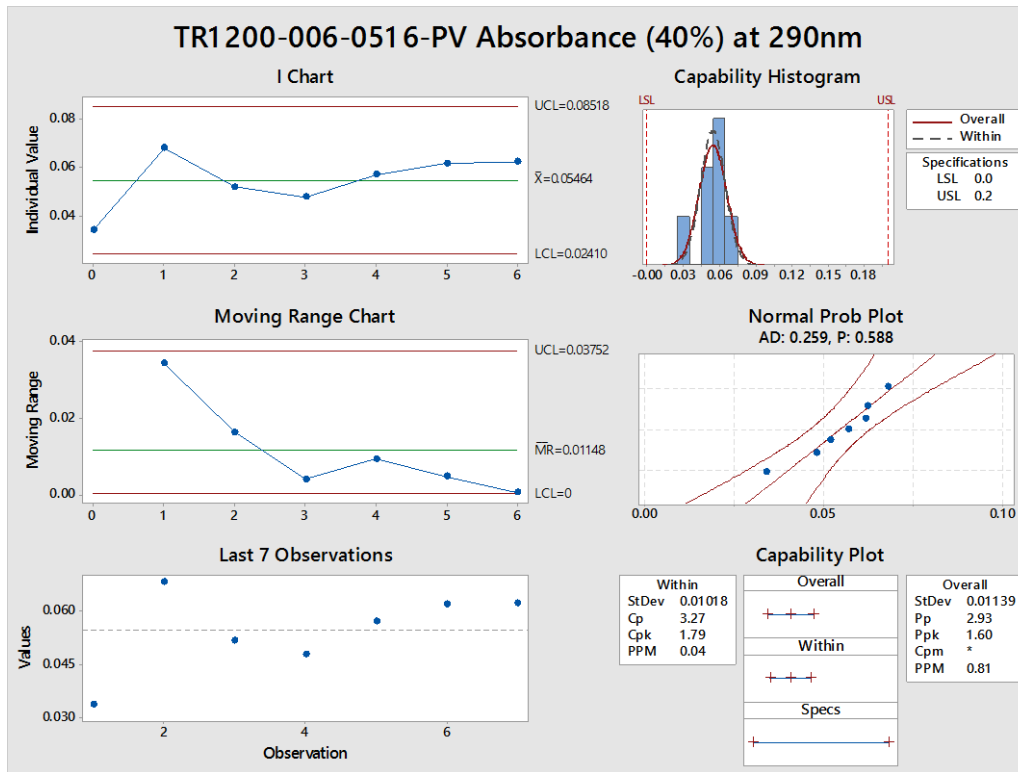 TR1200-006-0516-PV Absorbance (40%) at 290nm
I Chart
Individual Value
0.08
0.06
0.04
UCL=0.08518
X̄=0.05464
LCL=0.02410
0 1 2 3 4 5 6
Capability Histogram
LSL USL
-0.00 0.03 0.06 0.09 0.12 0.15 0.18
Overall
Within
Specifications
LSL 0.0
USL 0.2
Moving Range Chart
Moving Range
0.04
0.02
0.00
UCL=0.03752
M̅R̅=0.01148
LCL=0
0 1 2 3 4 5 6
Normal Prob Plot
AD: 0.259, P: 0.588
0.00 0.05 0.10
Last 7 Observations
Values
0.060
0.045
0.030
2 4 6
Observation
Capability Plot
Within
StDev 0.01018
Cp 3.27
Cpk 1.79
PPM 0.04
Overall
Within
Specs
Overall
StDev 0.01139
Pp 2.93
Ppk 1.60
Cpm *
PPM 0.81